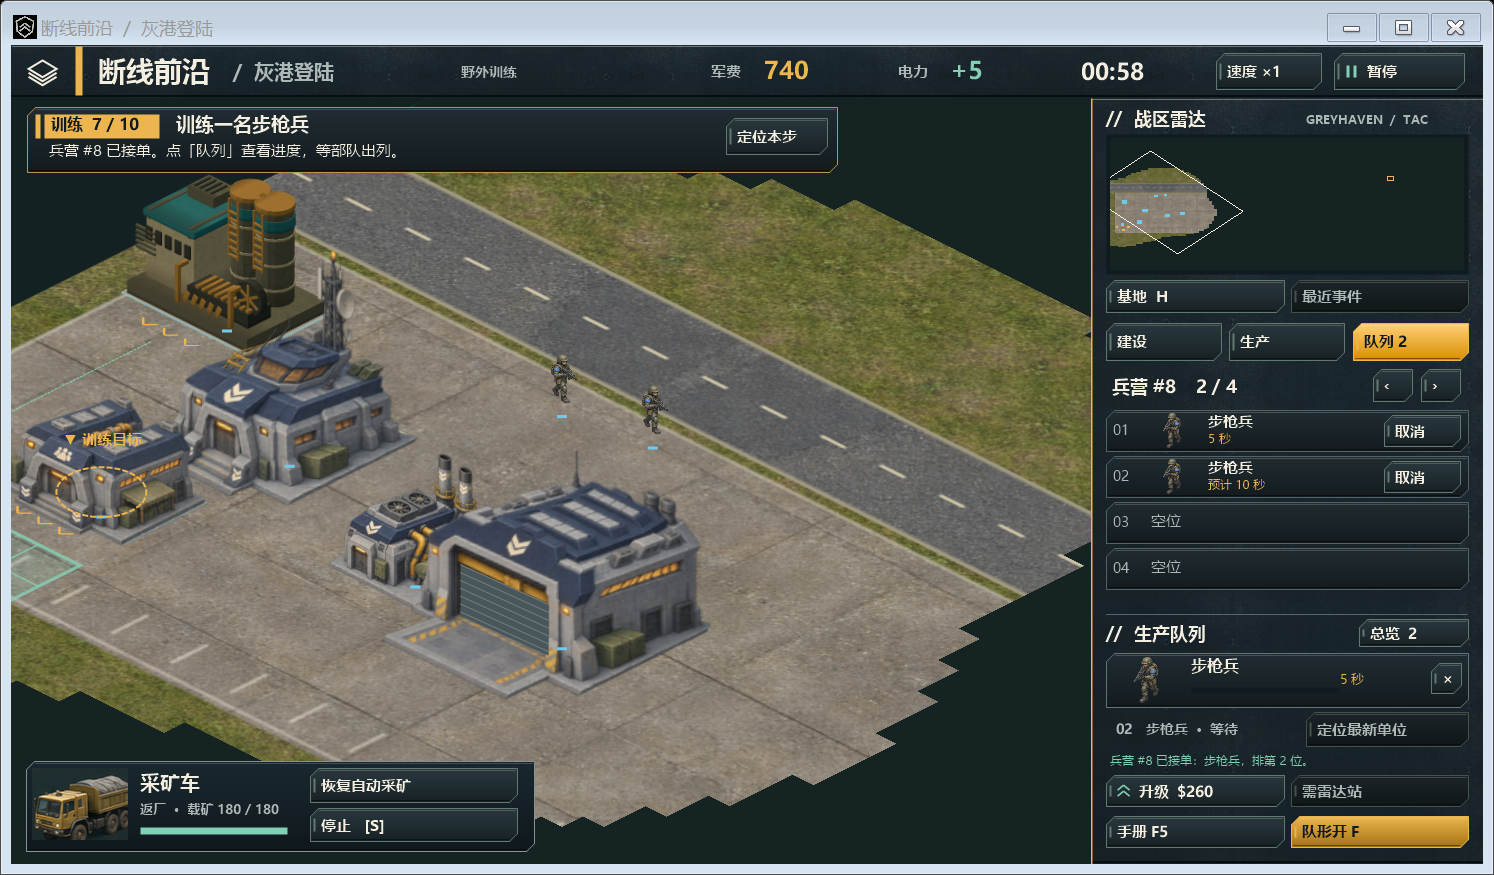 断线前沿 / 灰港登陆
断线前沿 / 灰港登陆
野外训练
军费 740
电力 +5
00:58
速度 ×1
暂停
训练 7 / 10 训练一名步枪兵
兵营 #8 已接单。点「队列」查看进度，等部队出列。
定位本步
▼ 训练目标
采矿车
返厂 • 载矿 180 / 180
恢复自动采矿
停止 [S]
// 战区雷达 GREYHAVEN / TAC
基地 H
最近事件
建设
生产
队列 2
兵营 #8 2 / 4
‹ ›
01 步枪兵
5 秒
取消
02 步枪兵
预计 10 秒
取消
03 空位
04 空位
// 生产队列
总览 2
步枪兵
5 秒
×
02 步枪兵 • 等待
定位最新单位
兵营 #8 已接单：步枪兵，排第 2 位。
升级 $260
需雷达站
手册 F5
队形开 F